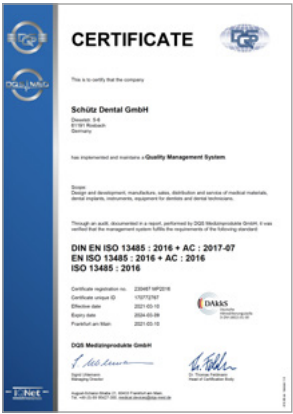 DQS
CERTIFICATE
DQS
This is to certify that the company
Schütz Dental GmbH
Dieselstr. 5-6
61191 Rosbach
Germany
has implemented and maintains a Quality Management System.
Scope:
Design and development, manufacture, sales, distribution and service of medical materials,
dental implants, instruments, equipment for dentists and dental technicians.
Through an audit, documented in a report, performed by DQS Medizinprodukte GmbH, it was
verified that the management system fulfills the requirements of the following standard:
DIN EN ISO 13485 : 2016 + AC : 2017-07
EN ISO 13485 : 2016 + AC : 2016
ISO 13485 : 2016
Certificate registration no.
Certificate unique ID 170772767
Effective date 2021-03-10
Expiry date 2024-03-09
Frankfurt am Main 2021-03-10
DAkkS
DQS Medizinprodukte GmbH
Managing Director
Head of Certification Body
IQNet